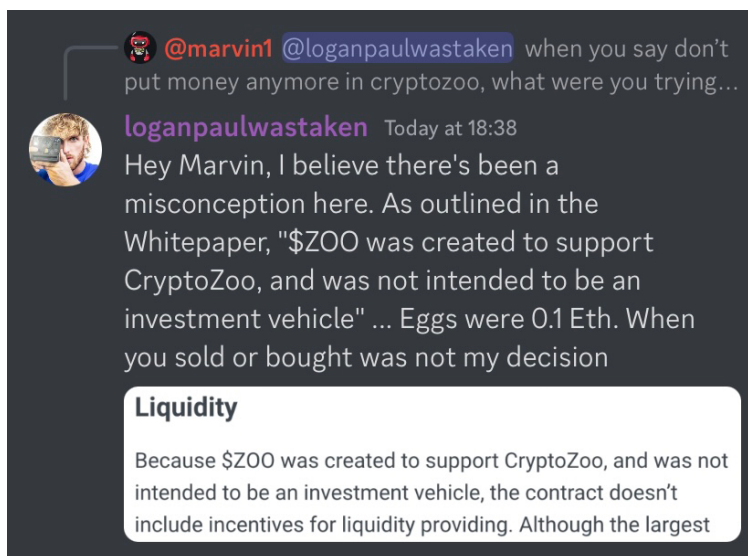 @marvin1 @loganpaulwastaken when you say don't
put money anymore in cryptozoo, what were you trying...
loganpaulwastaken Today at 18:38
Hey Marvin, I believe there's been a
misconception here. As outlined in the
Whitepaper, "$ZOO was created to support
CryptoZoo, and was not intended to be an
investment vehicle" ... Eggs were 0.1 Eth. When
you sold or bought was not my decision
Liquidity
Because $ZOO was created to support CryptoZoo, and was not
intended to be an investment vehicle, the contract doesn't
include incentives for liquidity providing. Although the largest